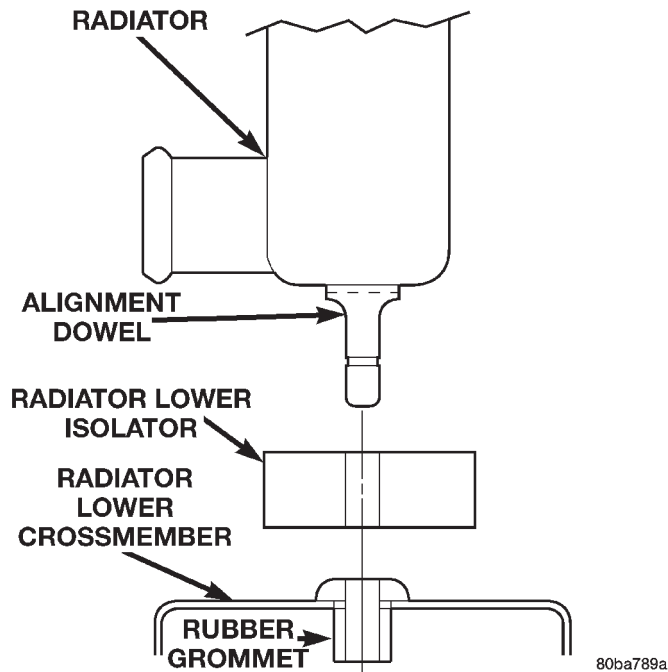 RADIATOR
ALIGNMENT
DOWEL
RADIATOR LOWER
ISOLATOR
RADIATOR
LOWER
CROSSMEMBER
RUBBER
GROMMET
80ba789a